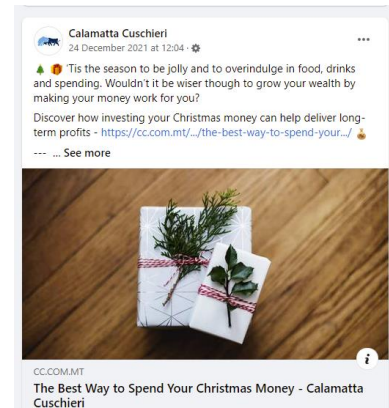 Calamatta Cuschieri
24 December 2021 at 12:04 ·
'Tis the season to be jolly and to overindulge in food, drinks
and spending. Wouldn't it be wiser though to grow your wealth by
making your money work for you?
Discover how investing your Christmas money can help deliver long-
term profits - https://cc.com.mt/.../the-best-way-to-spend-your.../
--- ... See more
CC.COM.MT
The Best Way to Spend Your Christmas Money - Calamatta
Cuschieri